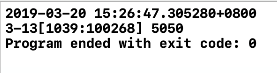 2019-03-20 15:26:47.305280+0800
3-13[1039:100268] 5050
Program ended with exit code: 0